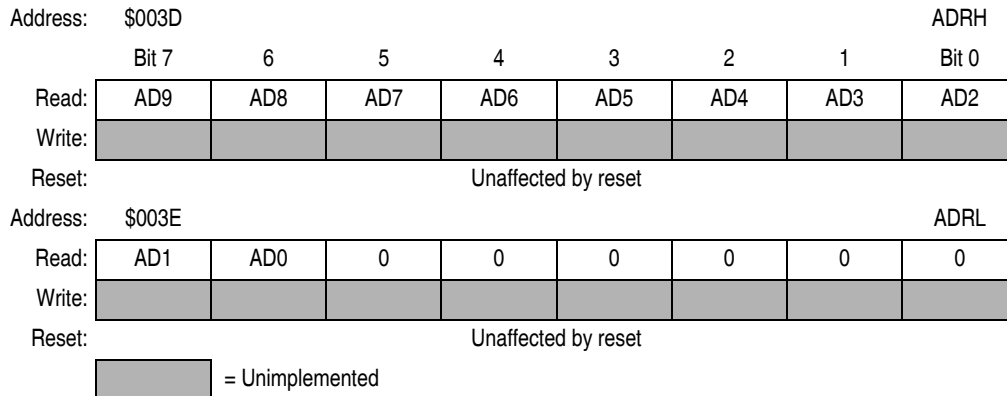 Address: $003D ADRH
Bit 7 6 5 4 3 2 1 Bit 0
Read: AD9 AD8 AD7 AD6 AD5 AD4 AD3 AD2
Write:
Reset: Unaffected by reset
Address: $003E ADRL
Read: AD1 AD0 0 0 0 0 0 0
Write:
Reset: Unaffected by reset
= Unimplemented